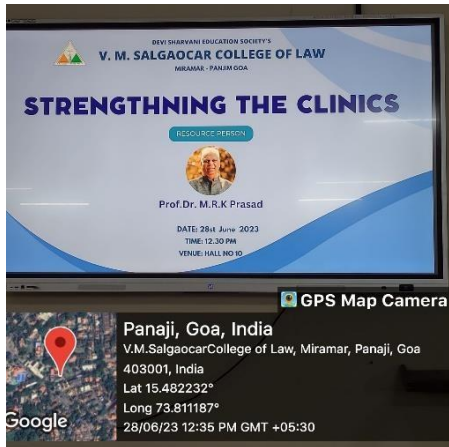 DEVI SHARVANI EDUCATION SOCIETY'S
V. M. SALGAOCAR COLLEGE OF LAW
MIRAMAR - PANJIM GOA
STRENGTHNING THE CLINICS
RESOURCE PERSON
Prof.Dr. M.R.K Prasad
DATE: 28st June 2023
TIME: 12.30 PM
VENUE: HALL NO 10
GPS Map Camera
Panaji, Goa, India
V.M.SalgaocarCollege of Law, Miramar, Panaji, Goa
403001, India
Lat 15.482232°
Long 73.811187°
28/06/23 12:35 PM GMT +05:30
Google